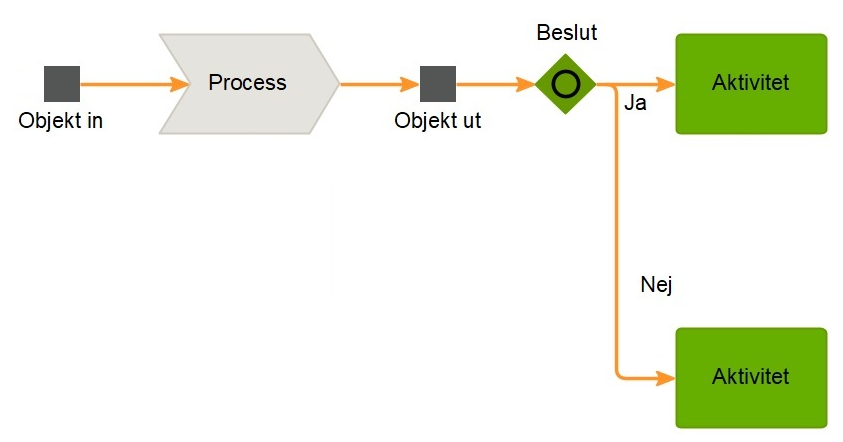 Beslut
Process
Aktivitet
Objekt in
Objekt ut
Ja
Nej
Aktivitet